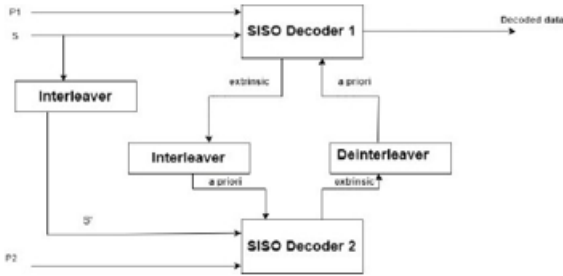 P1
SISO Decoder 1
Decoded data
S
Interleaver
extrinsic
a priori
Interleaver
Deinterleaver
a priori
extrinsic
S'
SISO Decoder 2
P2